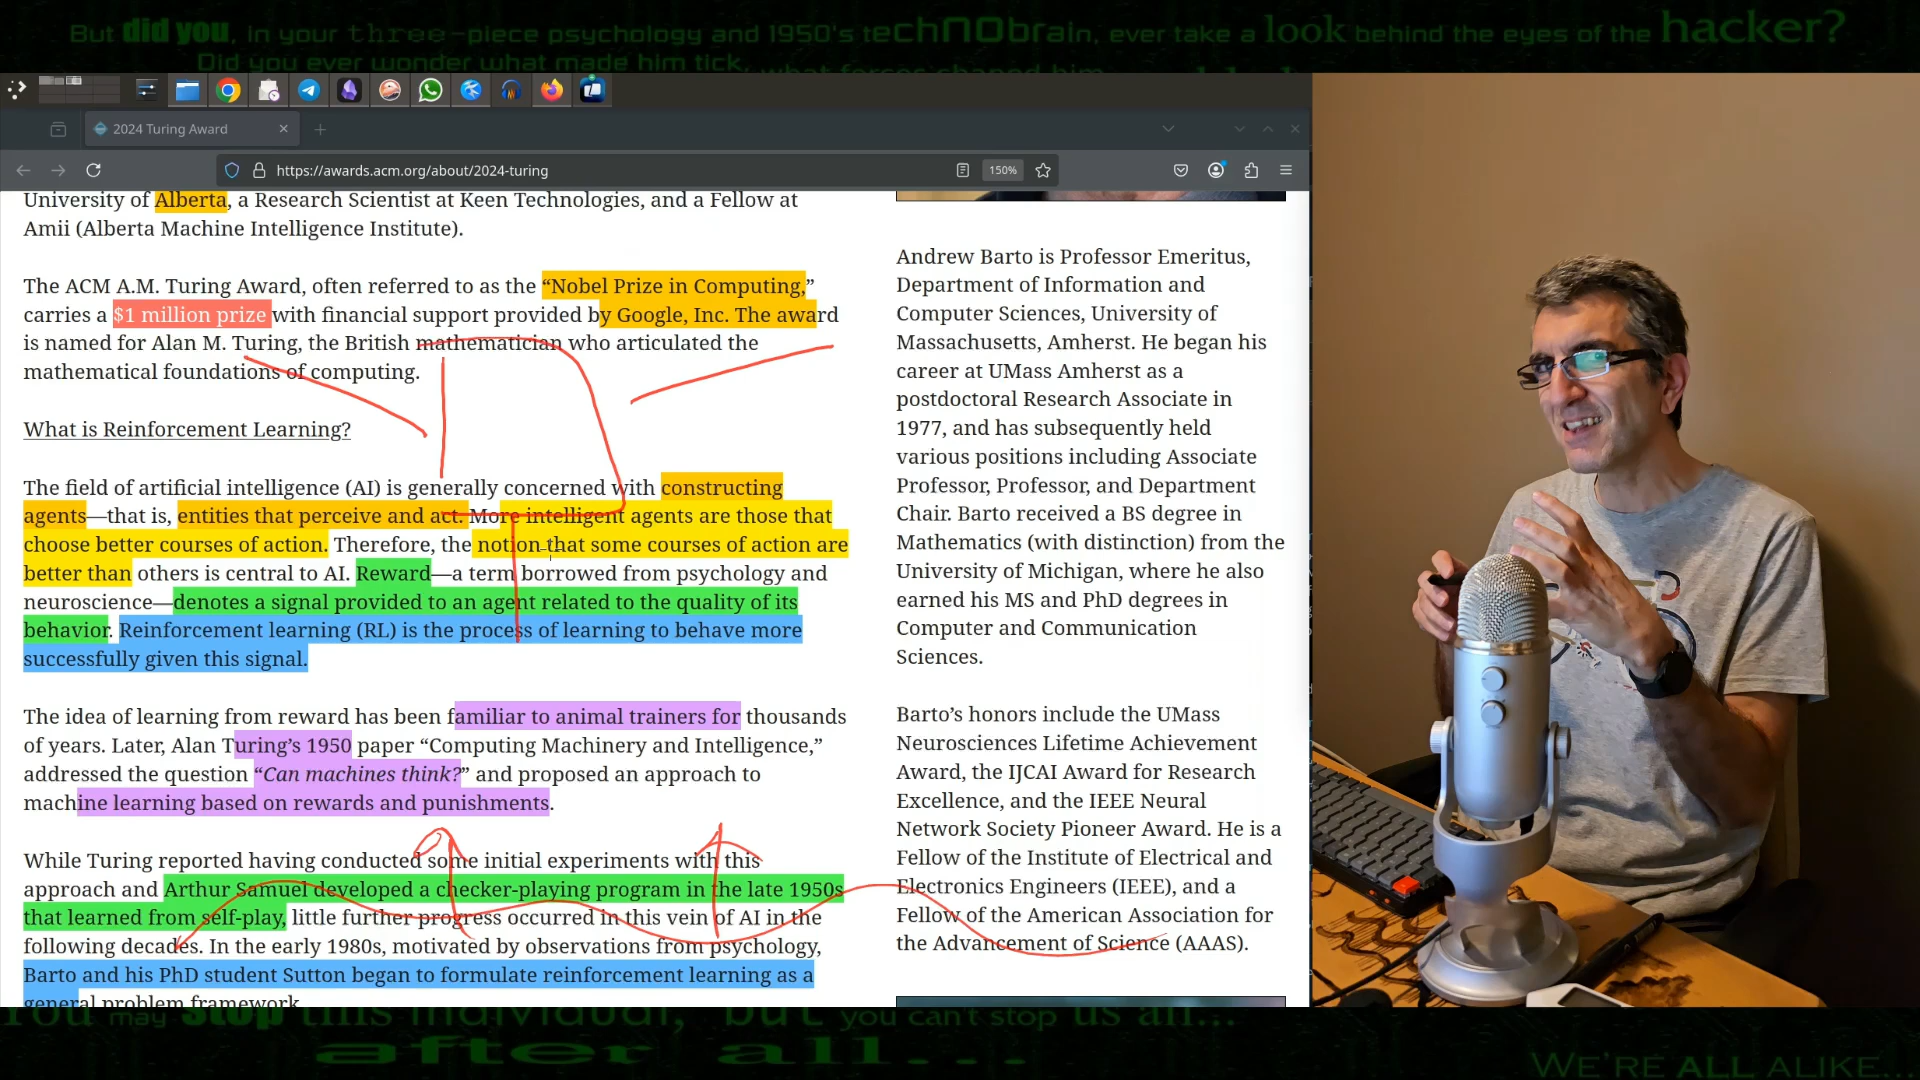 But did you, in your three-piece psychology and 1950's techNObrain, ever take a look behind the eyes of the hacker?
Did you ever wonder what made him tick, what forces shaped him
2024 Turing Award
https://awards.acm.org/about/2024-turing
150%
University of Alberta, a Research Scientist at Keen Technologies, and a Fellow at
Amii (Alberta Machine Intelligence Institute).
The ACM A.M. Turing Award, often referred to as the “Nobel Prize in Computing,”
carries a $1 million prize with financial support provided by Google, Inc. The award
is named for Alan M. Turing, the British mathematician who articulated the
mathematical foundations of computing.
What is Reinforcement Learning?
The field of artificial intelligence (AI) is generally concerned with constructing
agents—that is, entities that perceive and act. More intelligent agents are those that
choose better courses of action. Therefore, the notion that some courses of action are
better than others is central to AI. Reward—a term borrowed from psychology and
neuroscience—denotes a signal provided to an agent related to the quality of its
behavior. Reinforcement learning (RL) is the process of learning to behave more
successfully given this signal.
The idea of learning from reward has been familiar to animal trainers for thousands
of years. Later, Alan Turing’s 1950 paper “Computing Machinery and Intelligence,”
addressed the question “Can machines think?” and proposed an approach to
machine learning based on rewards and punishments.
While Turing reported having conducted some initial experiments with this
approach and Arthur Samuel developed a checker-playing program in the late 1950s
that learned from self-play, little further progress occurred in this vein of AI in the
following decades. In the early 1980s, motivated by observations from psychology,
Barto and his PhD student Sutton began to formulate reinforcement learning as a
general problem framework.
Andrew Barto is Professor Emeritus,
Department of Information and
Computer Sciences, University of
Massachusetts, Amherst. He began his
career at UMass Amherst as a
postdoctoral Research Associate in
1977, and has subsequently held
various positions including Associate
Professor, Professor, and Department
Chair. Barto received a BS degree in
Mathematics (with distinction) from the
University of Michigan, where he also
earned his MS and PhD degrees in
Computer and Communication
Sciences.
Barto’s honors include the UMass
Neurosciences Lifetime Achievement
Award, the IJCAI Award for Research
Excellence, and the IEEE Neural
Network Society Pioneer Award. He is a
Fellow of the Institute of Electrical and
Electronics Engineers (IEEE), and a
Fellow of the American Association for
the Advancement of Science (AAAS).
You may stop this individual, but you can't stop us all...
after all...
We're all alike...